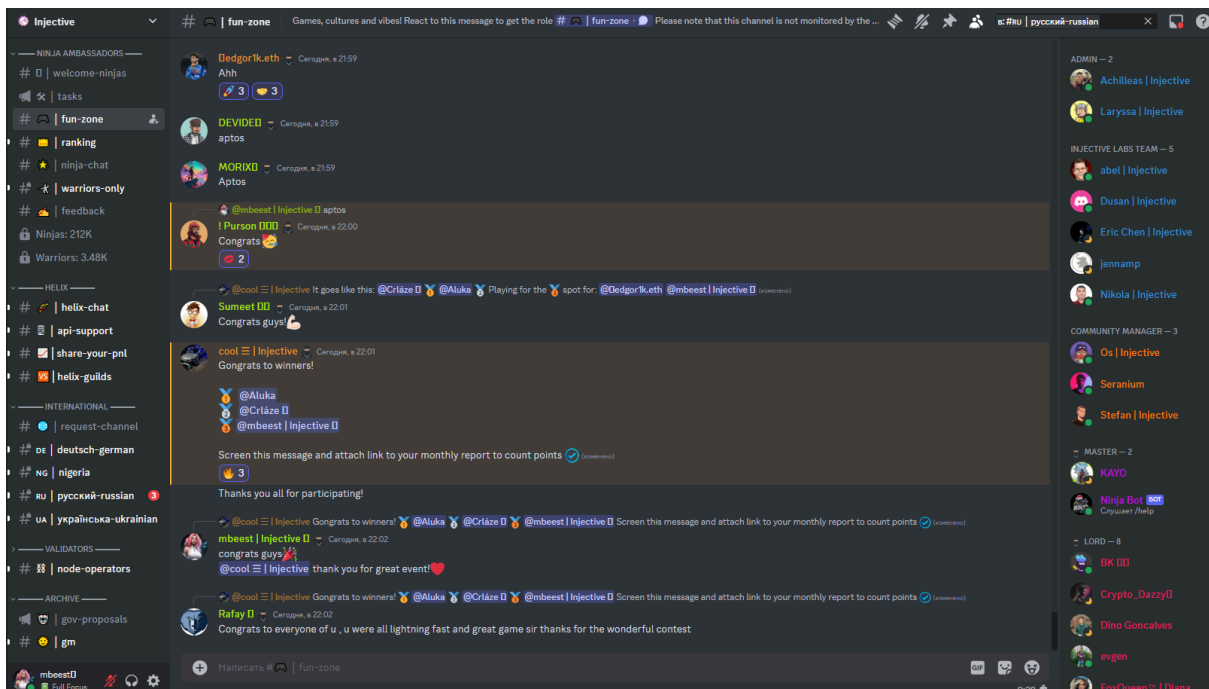 Injective
# | fun-zone
Games, cultures and vibes! React to this message to get the role # | fun-zone Please note that this channel is not monitored by the ...
в: #RU | русский-russian
NINJA AMBASSADORS
# | welcome-ninjas
| tasks
# | fun-zone
# | ranking
# | ninja-chat
# | warriors-only
# | feedback
Ninjas: 212K
Warriors: 3.48K
HELIX
# | helix-chat
# | api-support
# | share-your-pnl
# VS | helix-guilds
INTERNATIONAL
# | request-channel
# DE | deutsch-german
# NG | nigeria
# RU | русский-russian 3
# UA | українська-ukrainian
VALIDATORS
# | node-operators
ARCHIVE
| gov-proposals
# | gm
mbeest
Full Focus
edgor1k.eth Сегодня, в 21:59
Ahh
3 3
DEVIDE Сегодня, в 21:59
aptos
MORIX Сегодня, в 21:59
Aptos
@mbeest | Injective aptos
! Purson Сегодня, в 22:00
Congrats
2
@cool ☰ | Injective It goes like this: @Crláze @Aluka Playing for the spot for: @edgor1k.eth @mbeest | Injective (изменено)
Sumeet Сегодня, в 22:01
Congrats guys!
cool ☰ | Injective Сегодня, в 22:01
Gongrats to winners!
@Aluka
@Crláze
@mbeest | Injective
Screen this message and attach link to your monthly report to count points (изменено)
3
Thanks you all for participating!
@cool ☰ | Injective Gongrats to winners! @Aluka @Crláze @mbeest | Injective Screen this message and attach link to your monthly report to count points (изменено)
mbeest | Injective Сегодня, в 22:02
congrats guys
@cool ☰ | Injective thank you for great event!
@cool ☰ | Injective Gongrats to winners! @Aluka @Crláze @mbeest | Injective Screen this message and attach link to your monthly report to count points (изменено)
Rafay Сегодня, в 22:02
Congrats to everyone of u , u were all lightning fast and great game sir thanks for the wonderful contest
Написать # | fun-zone
GIF
ADMIN — 2
Achilleas | Injective
Laryssa | Injective
INJECTIVE LABS TEAM — 5
abel | Injective
Dusan | Injective
Eric Chen | Injective
jennamp
Nikola | Injective
COMMUNITY MANAGER — 3
Os | Injective
Seranium
Stefan | Injective
MASTER — 2
KAYO
Ninja Bot БОТ
Слушает /help
LORD — 8
BK
Crypto_Dazzy
Dino Goncalves
evgen